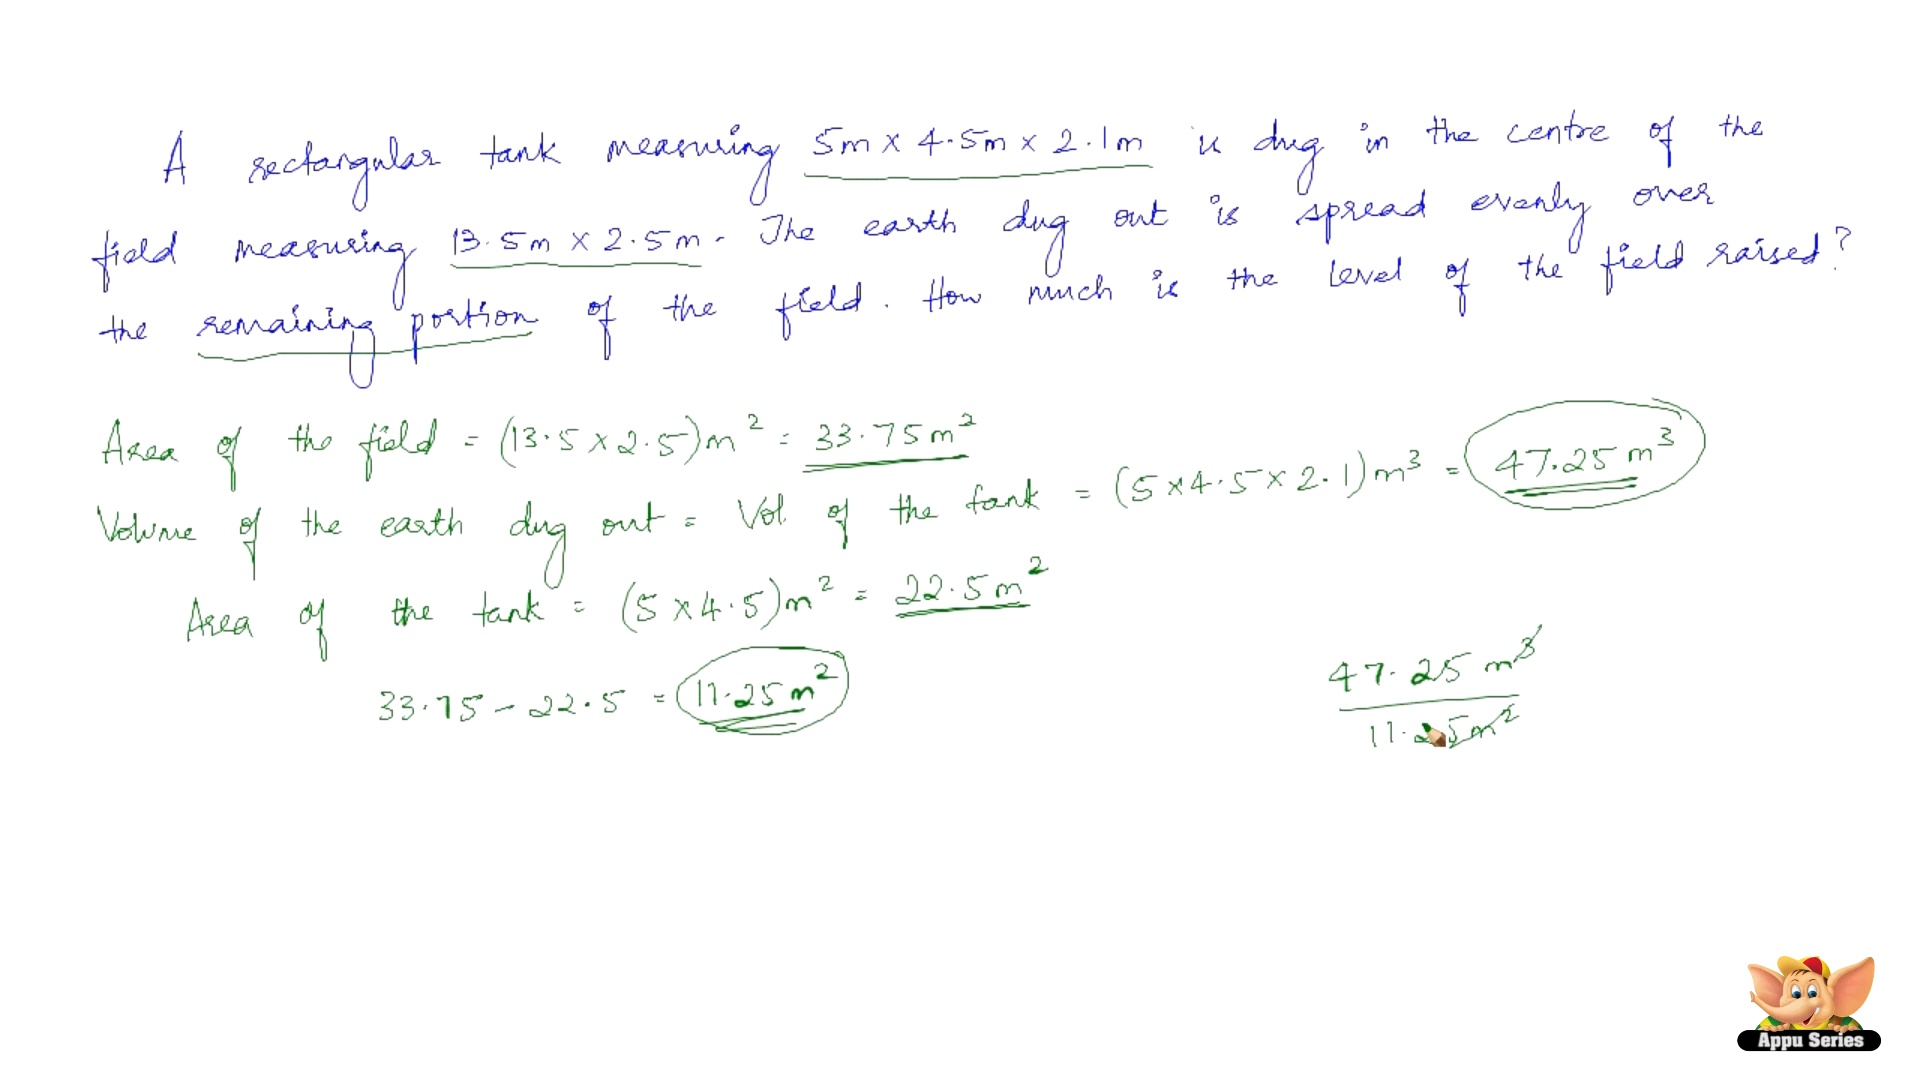 A rectangular tank measuring 5m x 4.5m x 2.1m is dug in the centre of the
field measuring 13.5m x 2.5m. The earth dug out is spread evenly over
the remaining portion of the field. How much is the level of the field raised?
Area of the field = (13.5 x 2.5)m² = 33.75m²
Volume of the earth dug out = Vol. of the tank = (5 x 4.5 x 2.1)m³ = 47.25m³
Area of the tank = (5 x 4.5)m² = 22.5m²
33.75 - 22.5 = 11.25m²
47.25 m³
11.25m²
Appu Series